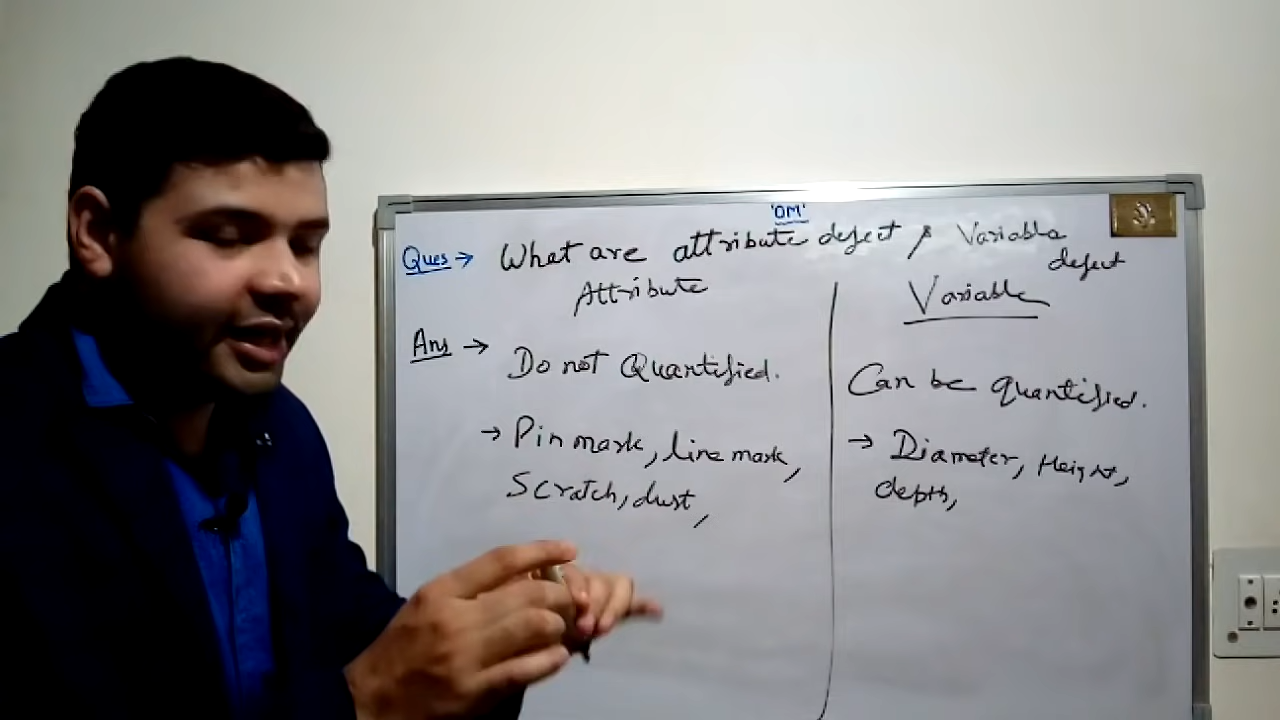 'OM'
Ques → What are attribute defect & Variable
defect
Attribute
Variable
Ans → Do not Quantified.
Can be quantified.
→ Pin mark, line mark,
Scratch, dust,
→ Diameter, Height,
depth,